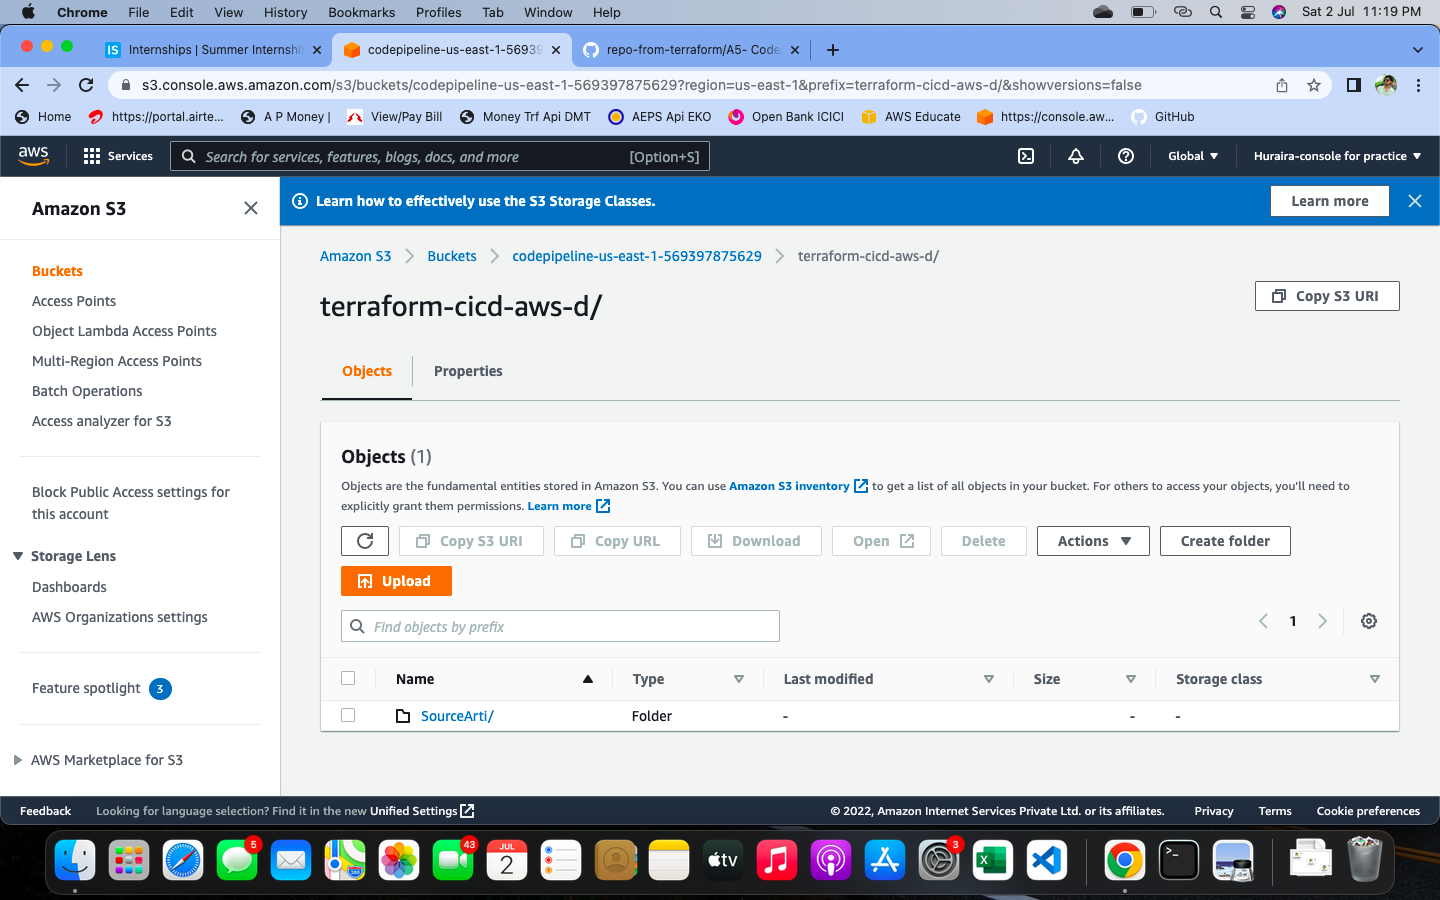 Chrome File Edit View History Bookmarks Profiles Tab Window Help Sat 2 Jul 11:19 PM
IS Internships | Summer Internshi codepipeline-us-east-1-56939 repo-from-terraform/A5- Code
s3.console.aws.amazon.com/s3/buckets/codepipeline-us-east-1-569397875629?region=us-east-1&prefix=terraform-cicd-aws-d/&showversions=false
Home https://portal.airte... A P Money | View/Pay Bill Money Trf Api DMT AEPS Api EKO Open Bank ICICI AWS Educate https://console.aw... GitHub
aws Services Search for services, features, blogs, docs, and more [Option+S] Global Huraira-console for practice
Amazon S3
Buckets
Access Points
Object Lambda Access Points
Multi-Region Access Points
Batch Operations
Access analyzer for S3
Block Public Access settings for
this account
Storage Lens
Dashboards
AWS Organizations settings
Feature spotlight 3
AWS Marketplace for S3
Learn how to effectively use the S3 Storage Classes. Learn more
Amazon S3 Buckets codepipeline-us-east-1-569397875629 terraform-cicd-aws-d/
terraform-cicd-aws-d/ Copy S3 URI
Objects Properties
Objects (1)
Objects are the fundamental entities stored in Amazon S3. You can use Amazon S3 inventory to get a list of all objects in your bucket. For others to access your objects, you'll need to
explicitly grant them permissions. Learn more
Copy S3 URI Copy URL Download Open Delete Actions Create folder
Upload
Find objects by prefix 1
Name Type Last modified Size Storage class
SourceArti/ Folder - - -
Feedback Looking for language selection? Find it in the new Unified Settings © 2022, Amazon Internet Services Private Ltd. or its affiliates. Privacy Terms Cookie preferences
5 43 JUL 2 tv 3 X >_